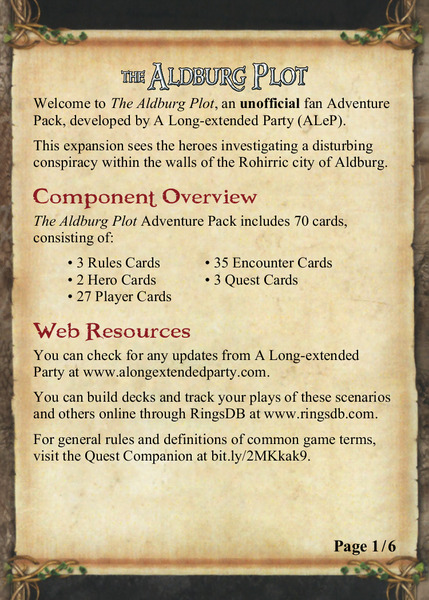 THE ALDBURG PLOT
Welcome to The Aldburg Plot, an unofficial fan Adventure
Pack, developed by A Long-extended Party (ALeP).
This expansion sees the heroes investigating a disturbing
conspiracy within the walls of the Rohirric city of Aldburg.
Component Overview
The Aldburg Plot Adventure Pack includes 70 cards,
consisting of:
• 3 Rules Cards
• 2 Hero Cards
• 27 Player Cards
• 35 Encounter Cards
• 3 Quest Cards
Web Resources
You can check for any updates from A Long-extended
Party at www.alongextendedparty.com.
You can build decks and track your plays of these scenarios
and others online through RingsDB at www.ringsdb.com.
For general rules and definitions of common game terms,
visit the Quest Companion at bit.ly/2MKkak9.
Page 1/6